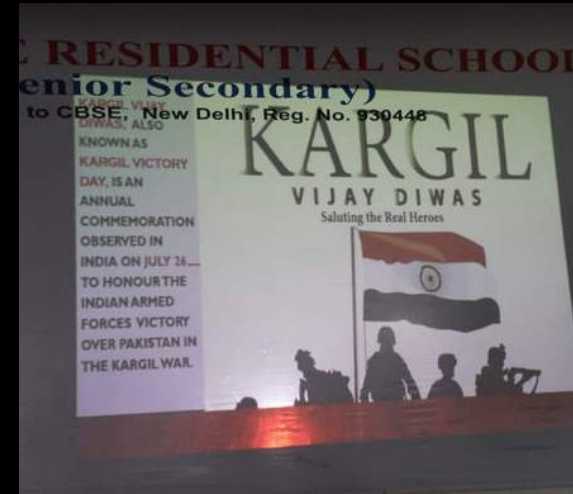 E RESIDENTIAL SCHOOL
enior Secondary)
to CBSE, New Delhi, Reg. No. 930448
KARGIL VIJAY
DIWAS, ALSO
KNOWN AS
KARGIL VICTORY
DAY, IS AN
ANNUAL
COMMEMORATION
OBSERVED IN
INDIA ON JULY 26
TO HONOUR THE
INDIAN ARMED
FORCES VICTORY
OVER PAKISTAN IN
THE KARGIL WAR.
KARGIL
VIJAY DIWAS
Saluting the Real Heroes